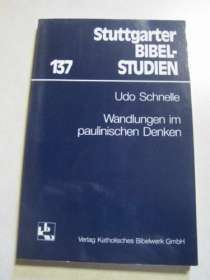 Stuttgarter
BIBEL-
STUDIEN
137
Udo Schnelle
Wandlungen im
paulinischen Denken
Verlag Katholisches Bibelwerk GmbH